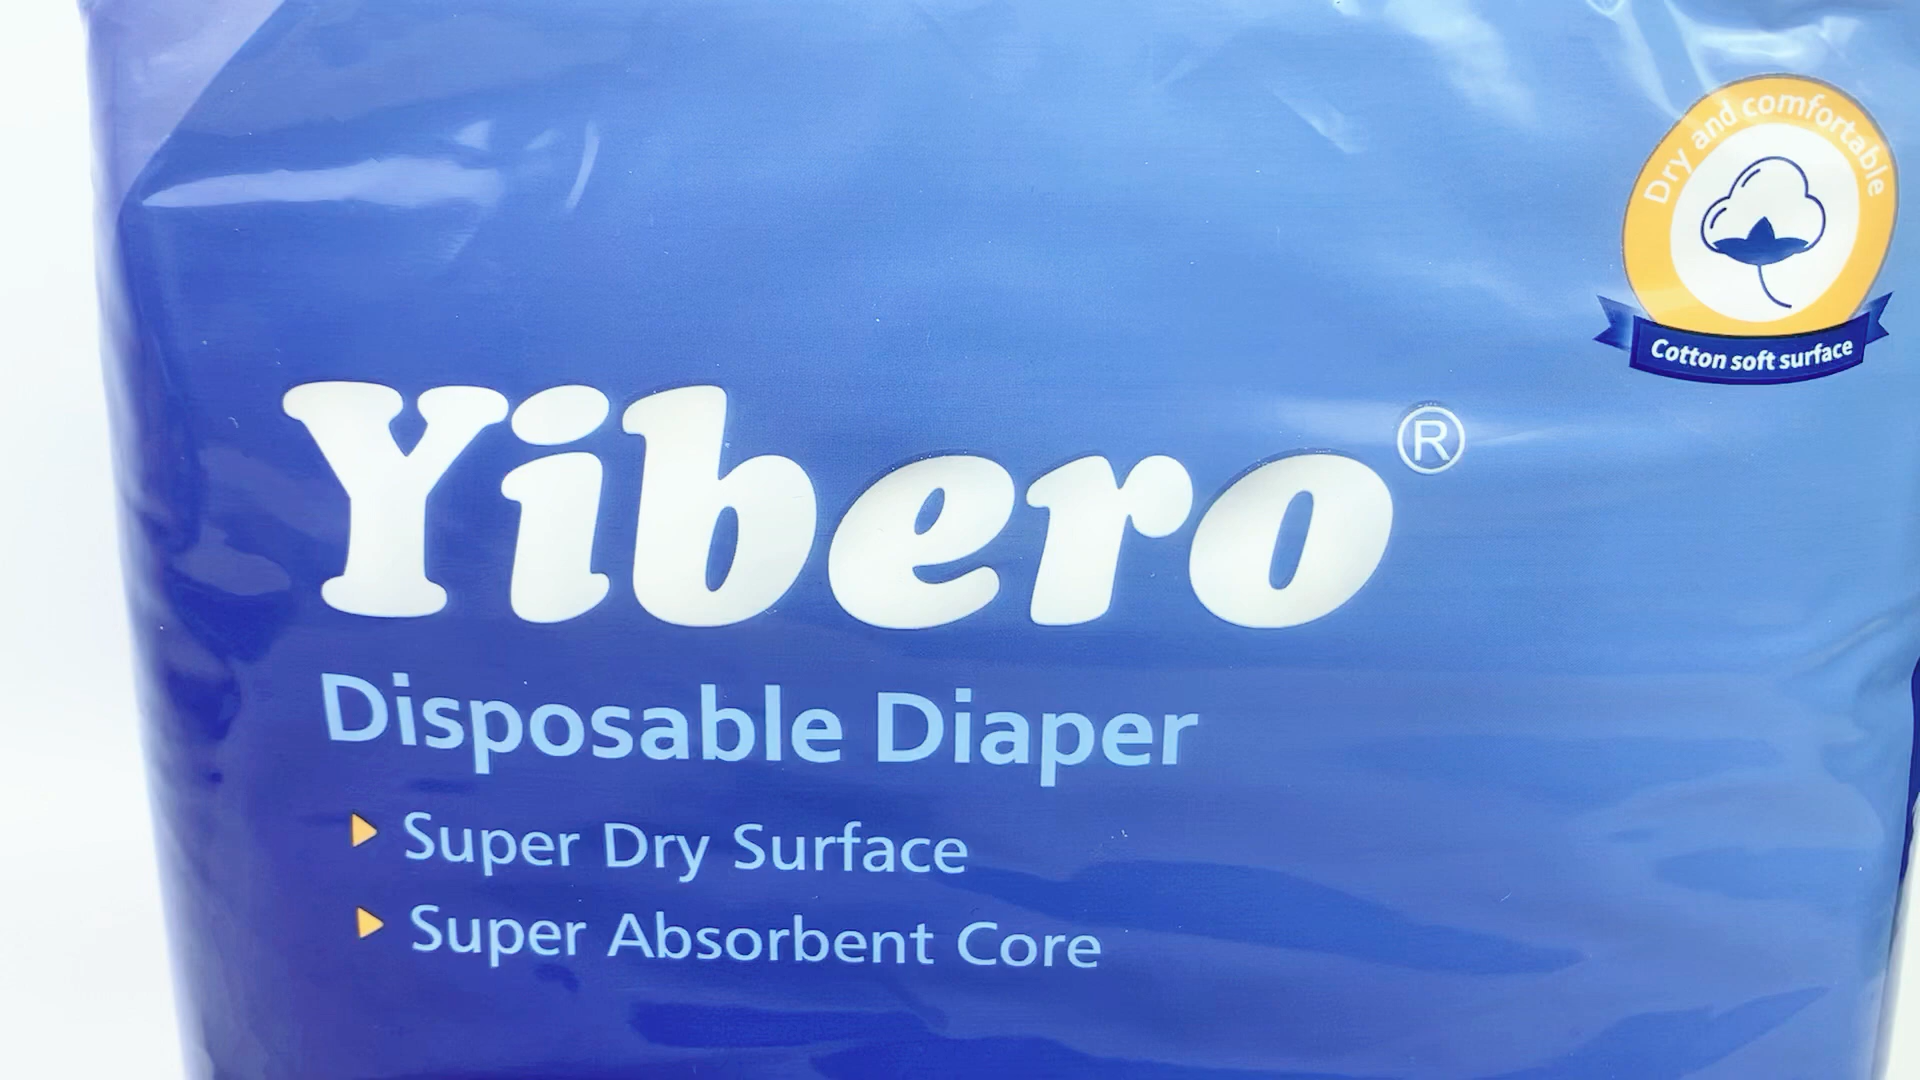 Dry and comfortable
Cotton soft surface
Yibero®
Disposable Diaper
Super Dry Surface
Super Absorbent Core